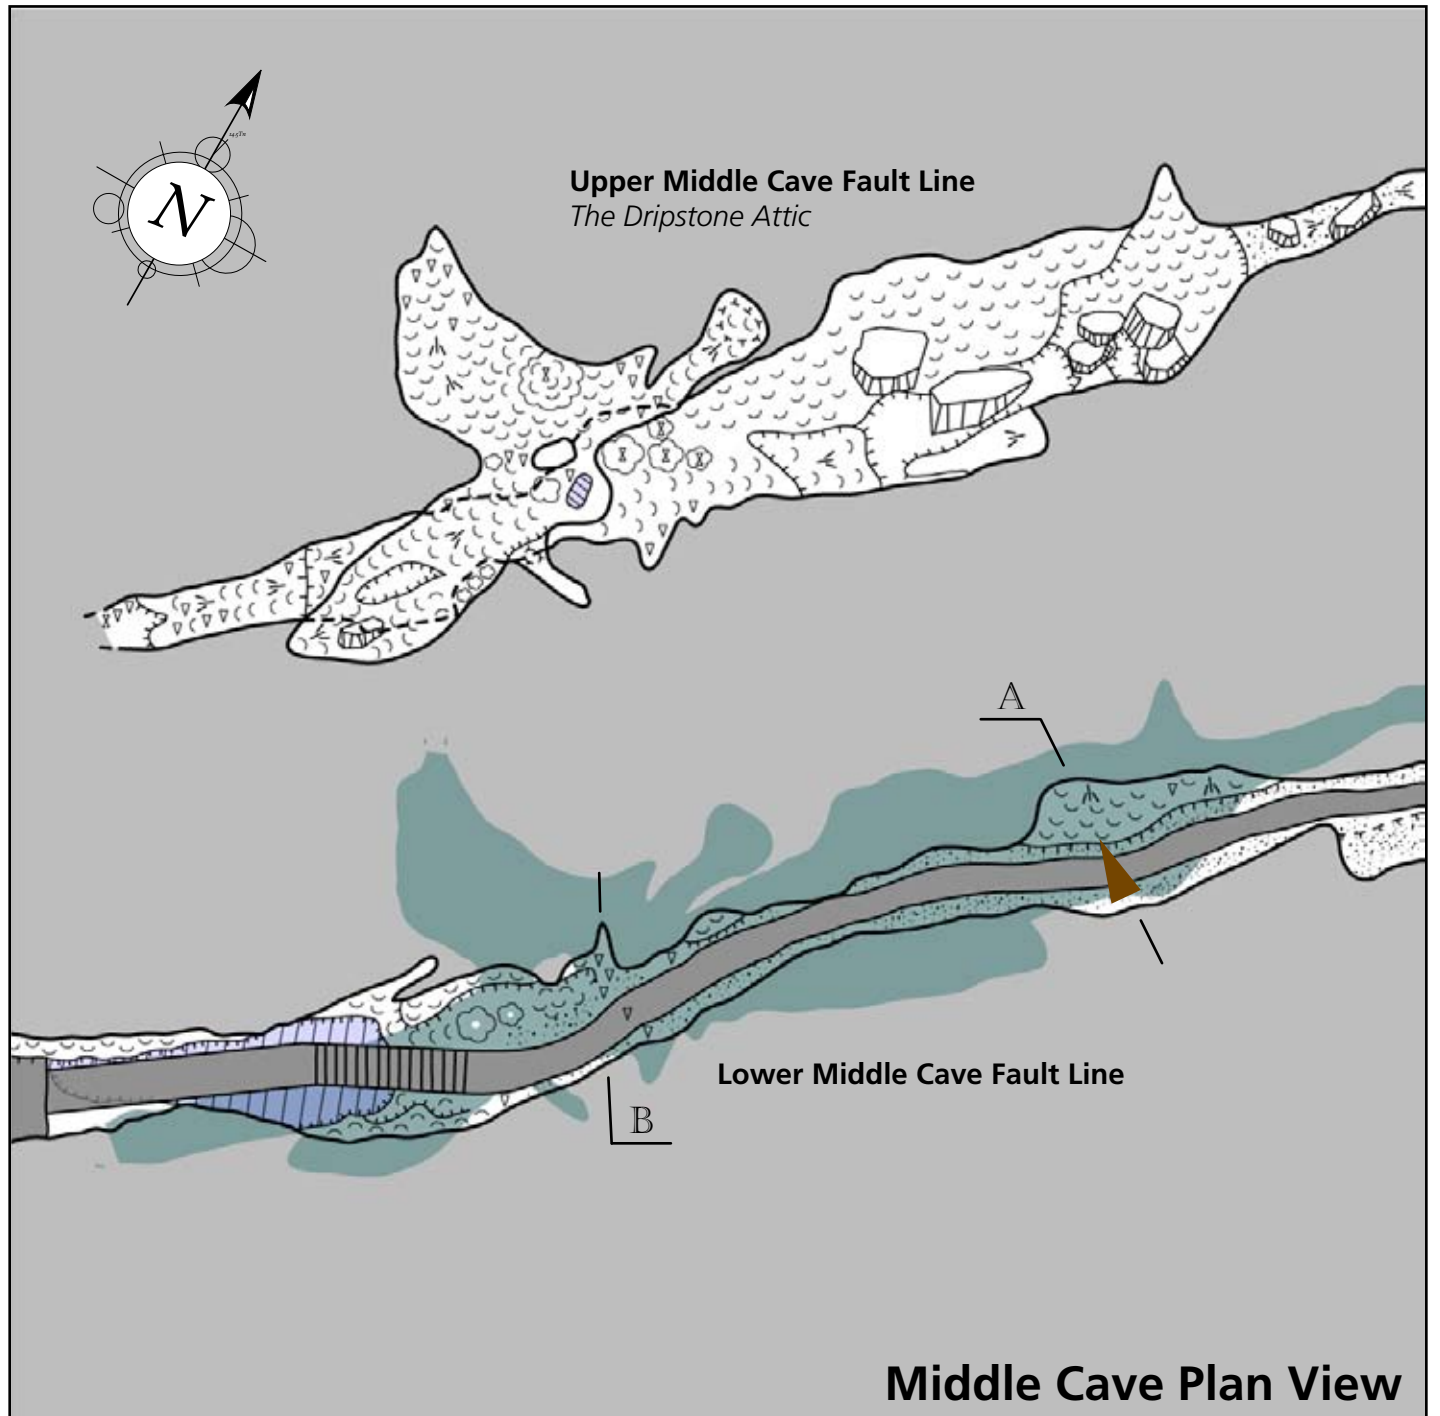 N
Upper Middle Cave Fault Line
The Dripstone Attic
A
Lower Middle Cave Fault Line
B
Middle Cave Plan View